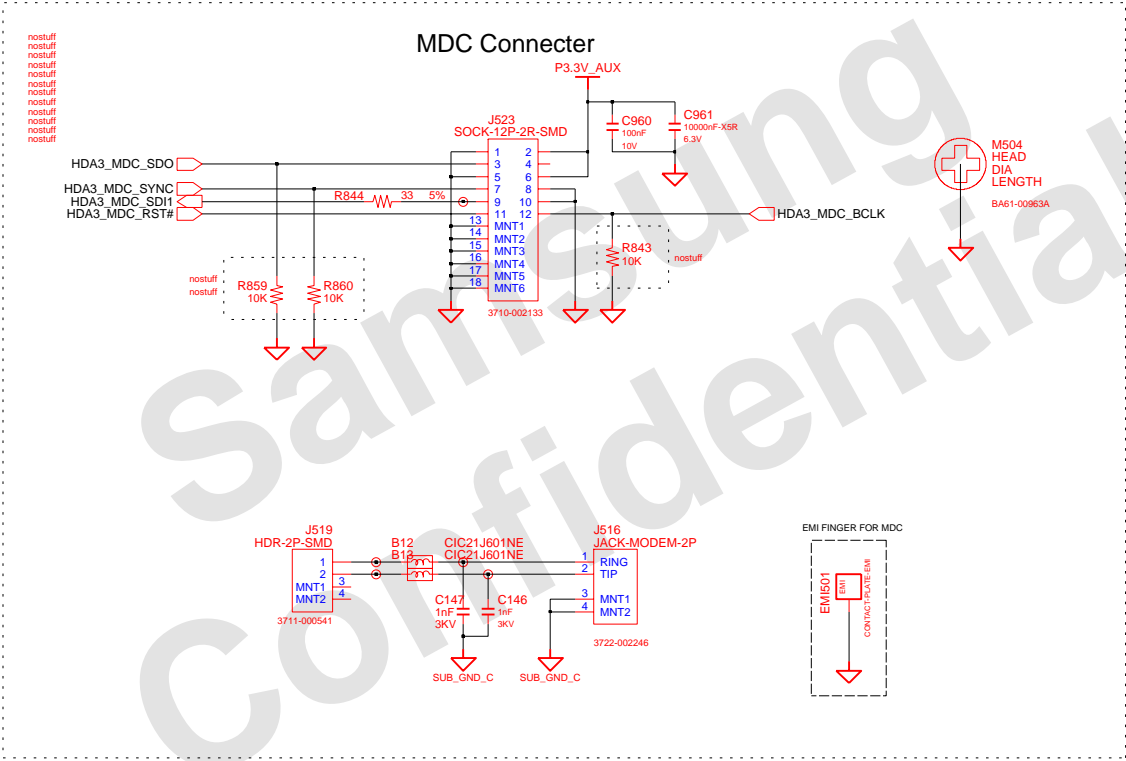 MDC Connecter
nostuff
nostuff
nostuff
nostuff
nostuff
nostuff
nostuff
nostuff
nostuff
nostuff
nostuff
nostuff
P3.3V_AUX
J523
SOCK-12P-2R-SMD
C960
100nF
10V
C961
10000nF-X5R
6.3V
HDA3_MDC_SDO
HDA3_MDC_SYNC
HDA3_MDC_SDI1
HDA3_MDC_RST#
R844 33 5%
1 2
3 4
5 6
7 8
9 10
11 12
13 MNT1
14 MNT2
15 MNT3
16 MNT4
17 MNT5
18 MNT6
3710-002133
HDA3_MDC_BCLK
R843
10K
nostuff
nostuff
nostuff
R859
10K
R860
10K
M504
HEAD
DIA
LENGTH
BA61-00963A
J519
HDR-2P-SMD
1
2
MNT1 3
MNT2 4
3711-000541
B12 CIC21J601NE
B13 CIC21J601NE
C147
1nF
3KV
C146
1nF
3KV
SUB_GND_C
SUB_GND_C
J516
JACK-MODEM-2P
1 RING
2 TIP
3 MNT1
4 MNT2
3722-002246
EMI FINGER FOR MDC
EMI501
EMI
CONTACT-PLATE-EMI
Samsung
Confidential